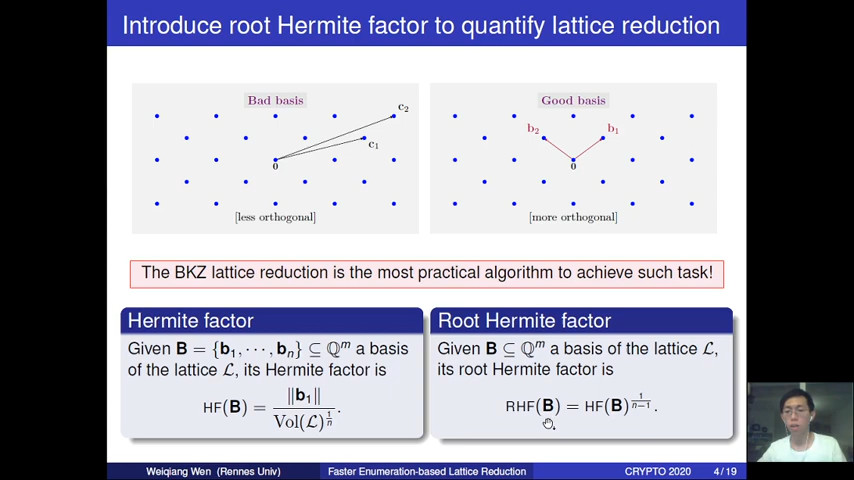 Introduce root Hermite factor to quantify lattice reduction
Bad basis
c₂
c₁
0
[less orthogonal]
Good basis
b₂
b₁
0
[more orthogonal]
The BKZ lattice reduction is the most practical algorithm to achieve such task!
Hermite factor
Given B = {b₁, ⋯, bₙ} ⊆ ℚᵐ a basis
of the lattice ℒ, its Hermite factor is
HF(B) = ‖b₁‖ / Vol(ℒ)^(1/n).
Root Hermite factor
Given B ⊆ ℚᵐ a basis of the lattice ℒ,
its root Hermite factor is
RHF(B) = HF(B)^(1/(n−1)).
Weiqiang Wen (Rennes Univ) Faster Enumeration-based Lattice Reduction CRYPTO 2020 4/19